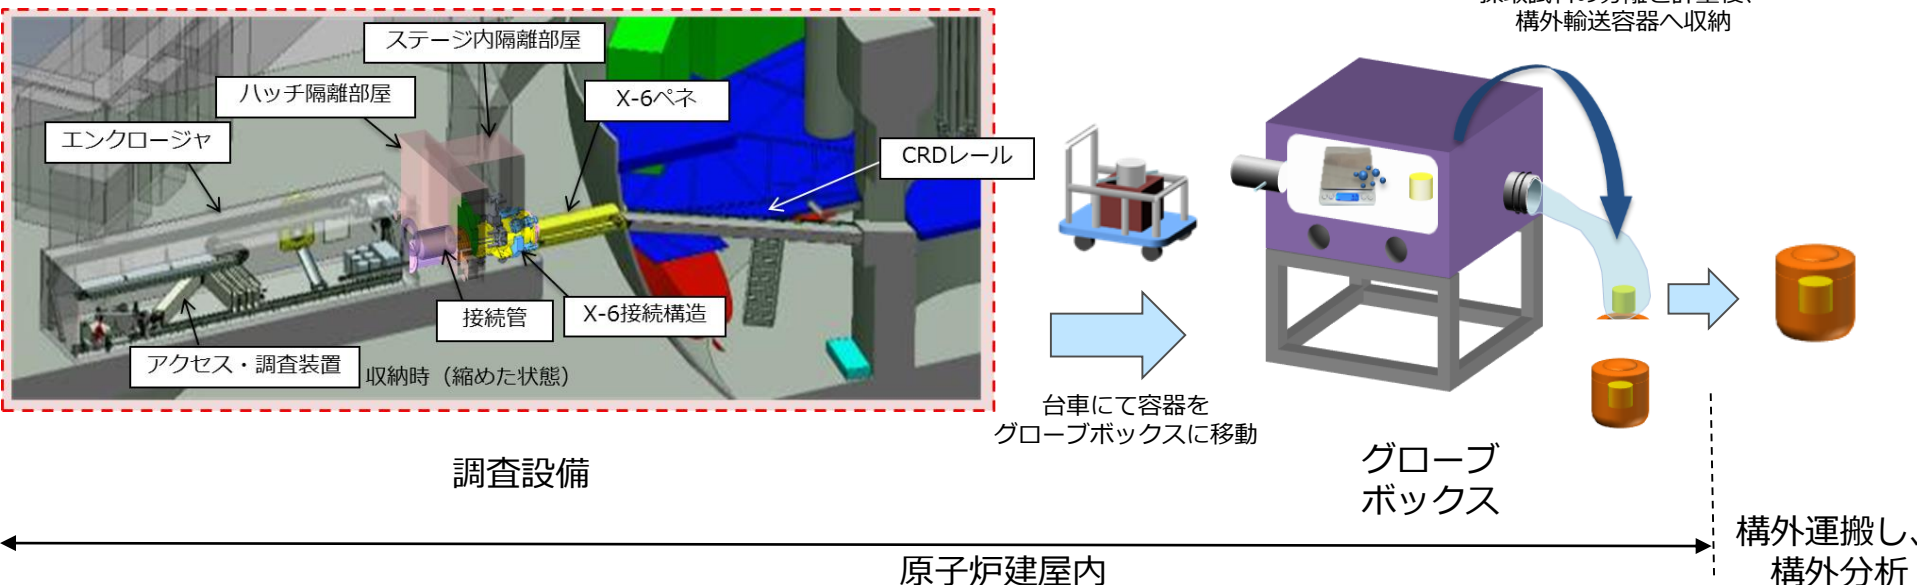 構外輸送容器へ収納
ステージ内隔離部屋
ハッチ隔離部屋
X-6ペネ
エンクロージャ
CRDレール
接続管
X-6接続構造
アクセス・調査装置
収納時（縮めた状態）
台車にて容器を
グローブボックスに移動
調査設備
グローブ
ボックス
原子炉建屋内
構外運搬し、
構外分析